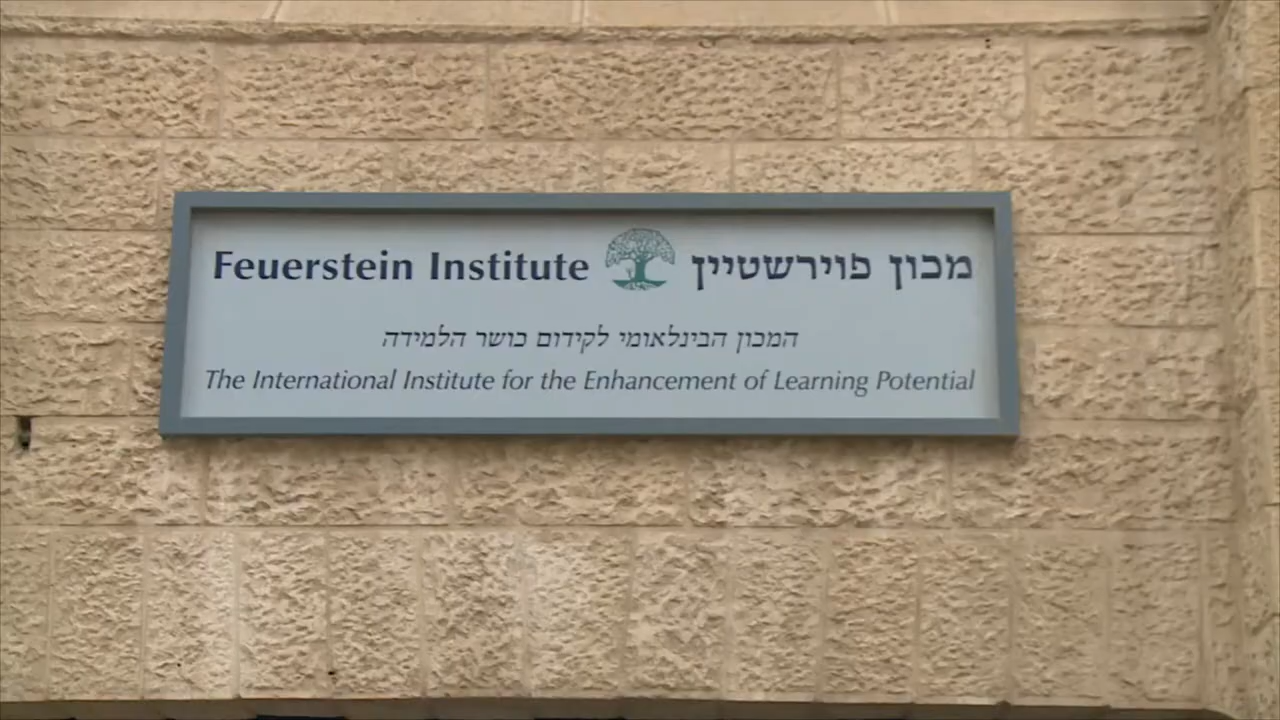 Feuerstein Institute מכון פוירשטיין
המכון הבינלאומי לקידום כושר הלמידה
The International Institute for the Enhancement of Learning Potential